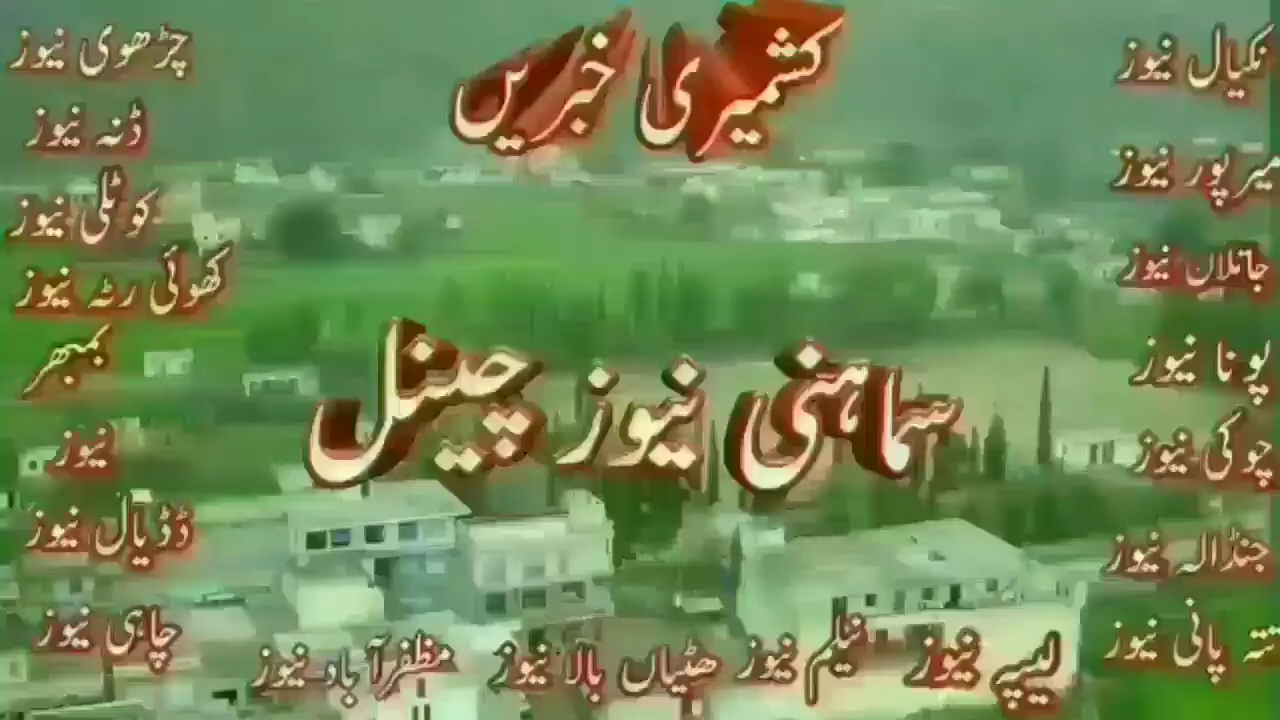 کشمیری خبریں
نکیال نیوز
میرپور نیوز
جاتلاں نیوز
پونا نیوز
چوکی نیوز
جنڈالہ نیوز
تتہ پانی نیوز
سماہنی نیوز چینل
چڑھوی نیوز
ڈنہ نیوز
کوٹلی نیوز
کھوئی رٹہ نیوز
بمبھر
نیوز
ڈڈیال نیوز
چاہی نیوز
لیپہ نیوز
نیلم نیوز
ھٹیاں بالا نیوز
مظفرآباد نیوز